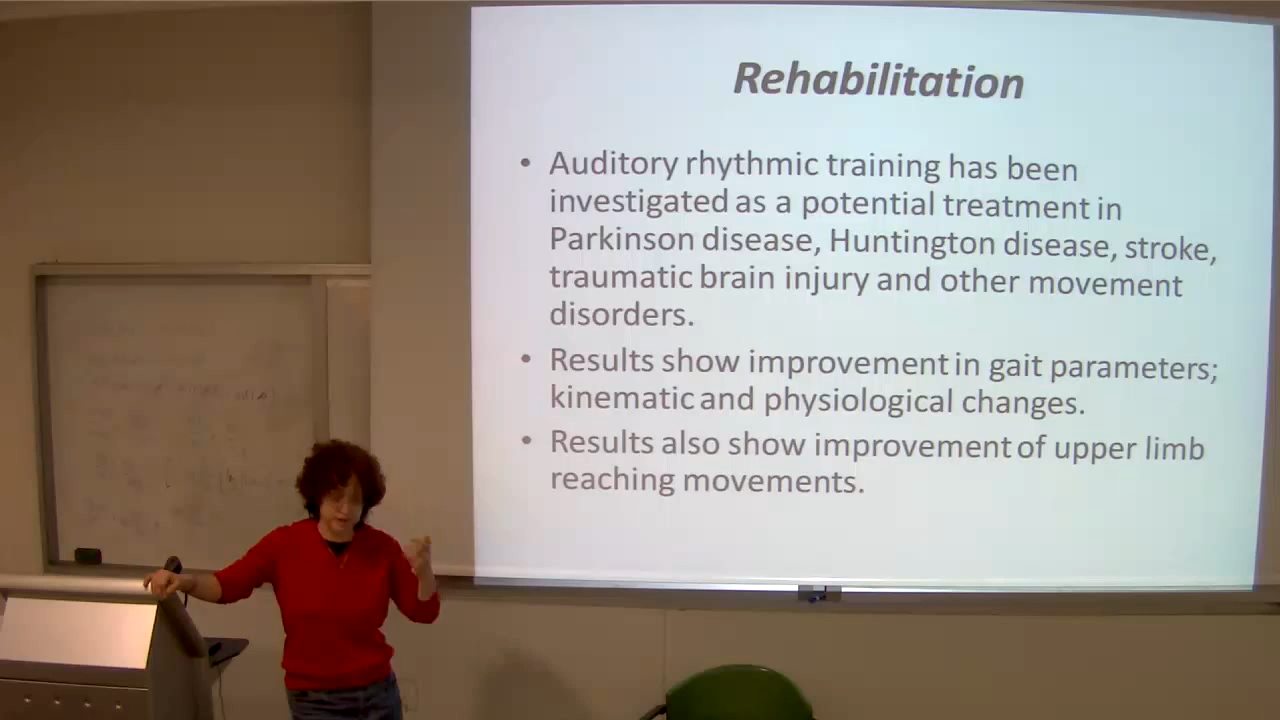 Rehabilitation
• Auditory rhythmic training has been
investigated as a potential treatment in
Parkinson disease, Huntington disease, stroke,
traumatic brain injury and other movement
disorders.
• Results show improvement in gait parameters;
kinematic and physiological changes.
• Results also show improvement of upper limb
reaching movements.